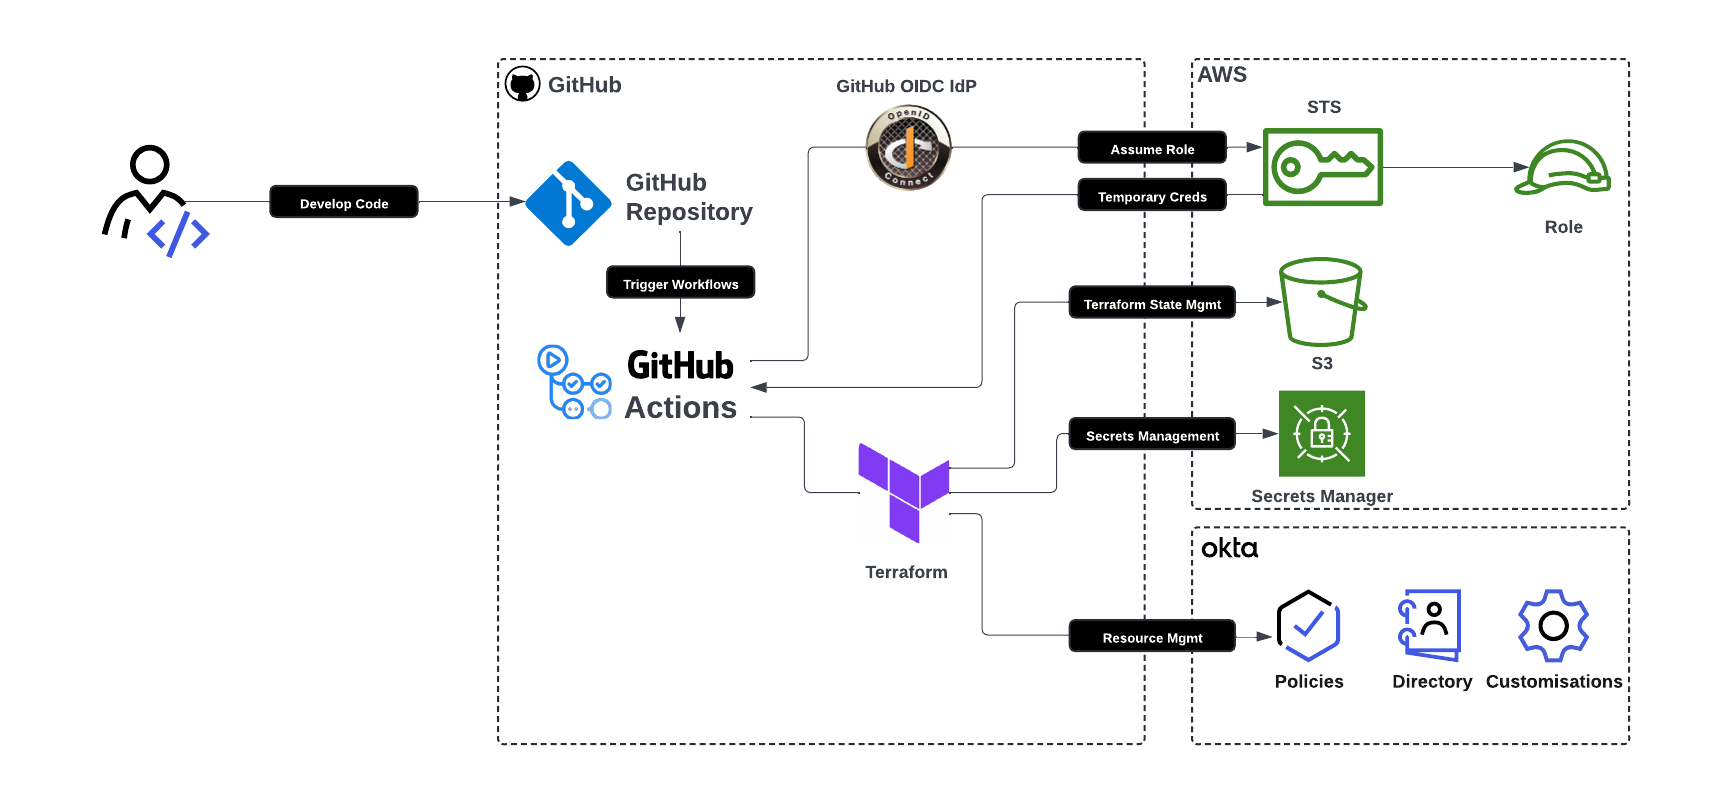 GitHub
GitHub OIDC IdP
OpenID
Connect
AWS
STS
Assume Role
Temporary Creds
Role
Develop Code
GitHub
Repository
Trigger Workflows
GitHub
Actions
Terraform State Mgmt
S3
Secrets Management
Secrets Manager
Terraform
okta
Resource Mgmt
Policies
Directory
Customisations